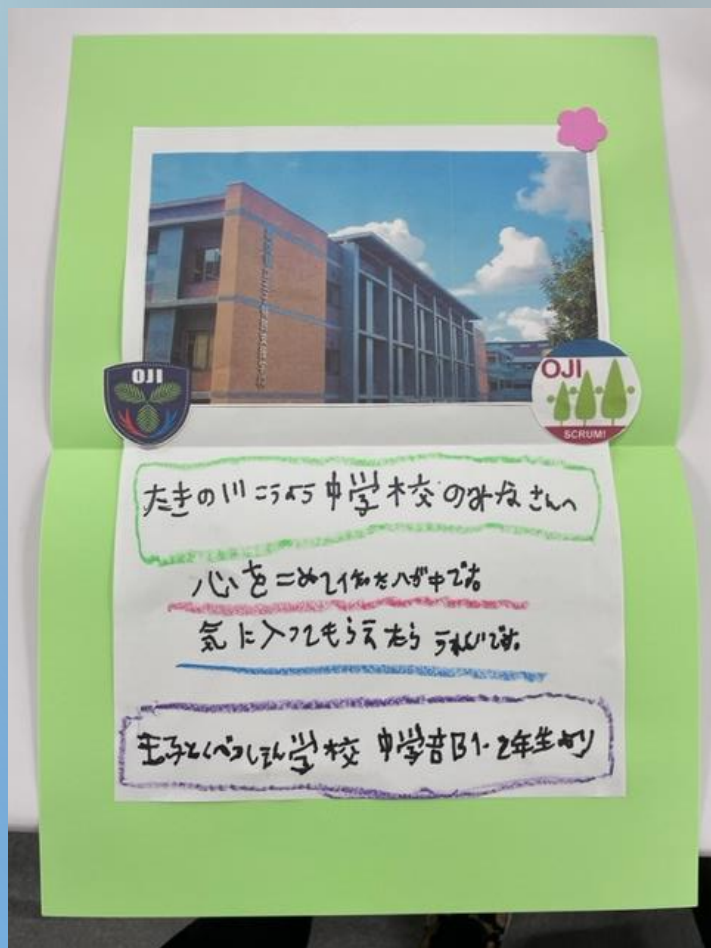 OJI
OJI
SCRUM!
たきの川こうよう中学校のみなさんへ
心をこめて作ったハガキです
気に入ってもらえたらうれしいです。
王子とくべつしえん学校 中学部1・2年生より